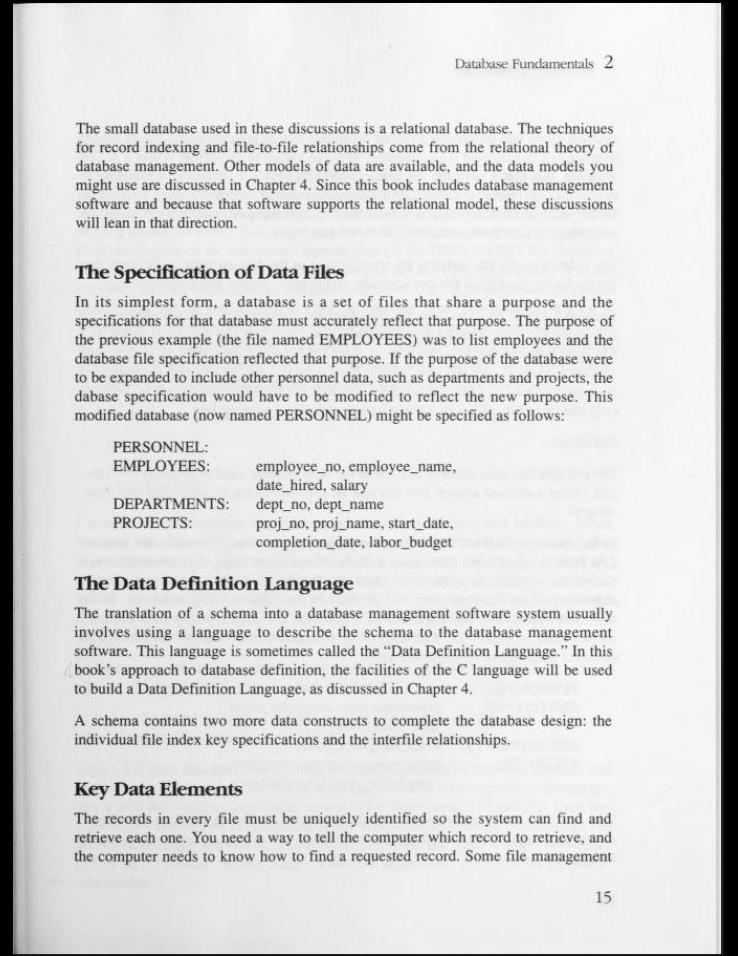 Database Fundamentals 2
The small database used in these discussions is a relational database. The techniques
for record indexing and file-to-file relationships come from the relational theory of
database management. Other models of data are available, and the data models you
might use are discussed in Chapter 4. Since this book includes database management
software and because that software supports the relational model, these discussions
will lean in that direction.
The Specification of Data Files
In its simplest form, a database is a set of files that share a purpose and the
specifications for that database must accurately reflect that purpose. The purpose of
the previous example (the file named EMPLOYEES) was to list employees and the
database file specification reflected that purpose. If the purpose of the database were
to be expanded to include other personnel data, such as departments and projects, the
dabase specification would have to be modified to reflect the new purpose. This
modified database (now named PERSONNEL) might be specified as follows:
PERSONNEL:
EMPLOYEES: employee_no, employee_name,
date_hired, salary
DEPARTMENTS: dept_no, dept_name
PROJECTS: proj_no, proj_name, start_date,
completion_date, labor_budget
The Data Definition Language
The translation of a schema into a database management software system usually
involves using a language to describe the schema to the database management
software. This language is sometimes called the “Data Definition Language.” In this
book’s approach to database definition, the facilities of the C language will be used
to build a Data Definition Language, as discussed in Chapter 4.
A schema contains two more data constructs to complete the database design: the
individual file index key specifications and the interfile relationships.
Key Data Elements
The records in every file must be uniquely identified so the system can find and
retrieve each one. You need a way to tell the computer which record to retrieve, and
the computer needs to know how to find a requested record. Some file management
15